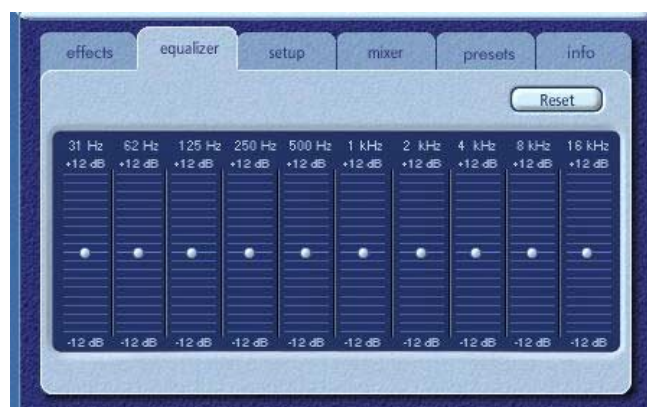 effects equalizer setup mixer presets info
Reset
31 Hz 62 Hz 125 Hz 250 Hz 500 Hz 1 kHz 2 kHz 4 kHz 8 kHz 16 kHz
+12 dB +12 dB +12 dB +12 dB +12 dB +12 dB +12 dB +12 dB +12 dB +12 dB
-12 dB -12 dB -12 dB -12 dB -12 dB -12 dB -12 dB -12 dB -12 dB -12 dB